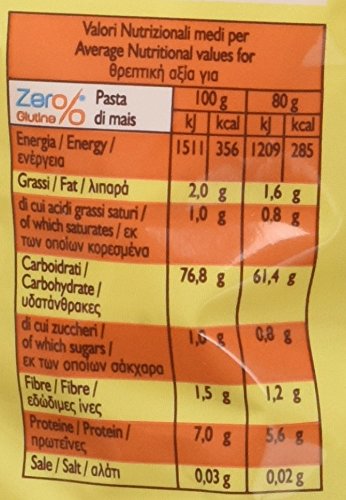 Valori Nutrizionali medi per
Average Nutritional values for
θρεπτική αξία για
Zero% Glutine Pasta di mais 100 g 80 g
kJ kcal kJ kcal
Energia / Energy / ενέργεια 1511 356 1209 285
Grassi / Fat / λιπαρά 2,0 g 1,6 g
di cui acidi grassi saturi / 1,0 g 0,8 g
of which saturates / εκ
των οποίων κορεσμένα
Carboidrati / 76,8 g 61,4 g
Carbohydrate /
υδατάνθρακες
di cui zuccheri / 1,0 g 0,8 g
of which sugars /
εκ των οποίων σάκχαρα
Fibre / Fibre / 1,5 g 1,2 g
εδώδιμες ίνες
Proteine / Protein / 7,0 g 5,6 g
πρωτεΐνες
Sale / Salt / αλάτι 0,03 g 0,02 g